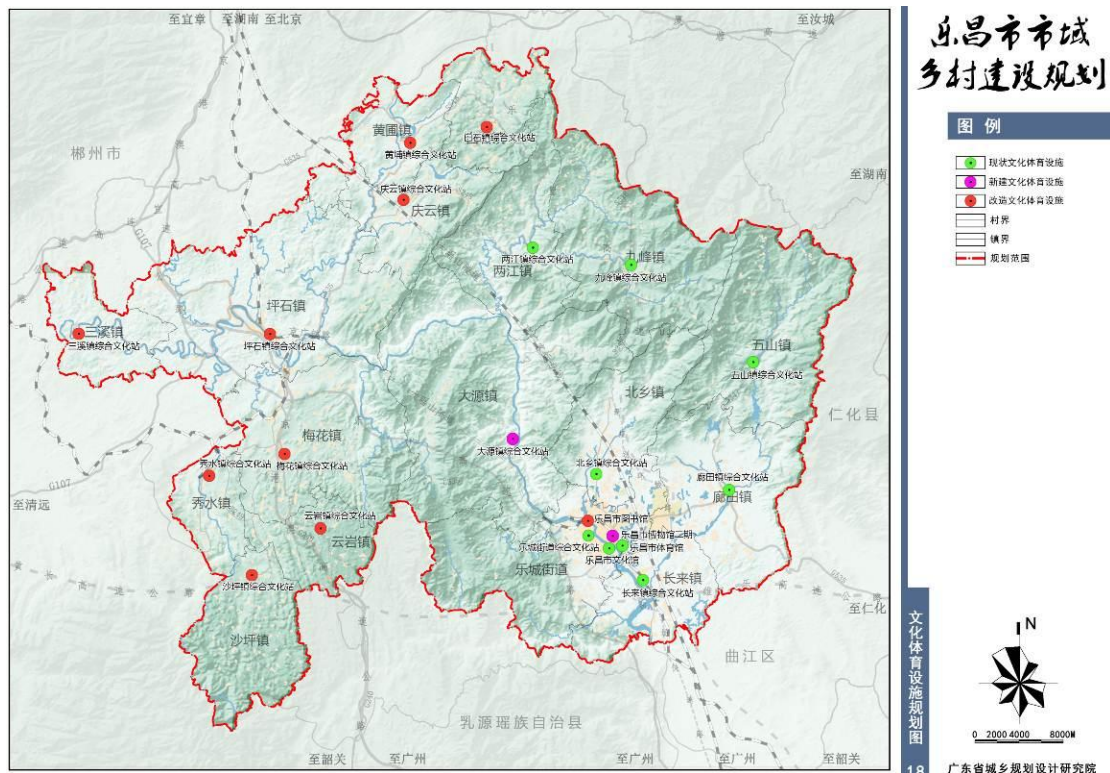 乐昌市市域
乡村建设规划
图例
现状文化体育设施
新建文化体育设施
改造文化体育设施
村界
镇界
规划范围
至宜章
至湖南
至北京
至汝城
郴州市
黄圃镇
黄圃镇综合文化站
白石镇综合文化站
庆云镇综合文化站
庆云镇
至湖南
两江镇综合文化站
两江镇
九峰镇
九峰镇综合文化站
G107
坪石镇
坪石镇综合文化站
三溪镇
三溪镇综合文化站
五山镇
五山镇综合文化站
大源镇
北乡镇
仁化县
大源镇综合文化站
梅花镇
梅花镇综合文化站
秀水镇综合文化站
秀水镇
G107
至清远
北乡镇综合文化站
廊田镇综合文化站
廊田镇
云岩镇综合文化站
云岩镇
乐昌市图书馆
乐昌市博物馆二期
乐城街道综合文化站
乐昌市体育馆
乐昌市文化馆
乐城街道
长来镇
长来镇综合文化站
沙坪镇综合文化站
沙坪镇
至仁化
曲江区
乳源瑶族自治县
至韶关
至广州
至广州
至广州
至韶关
文化体育设施规划图
18
N
0 2000 4000 8000M
广东省城乡规划设计研究院